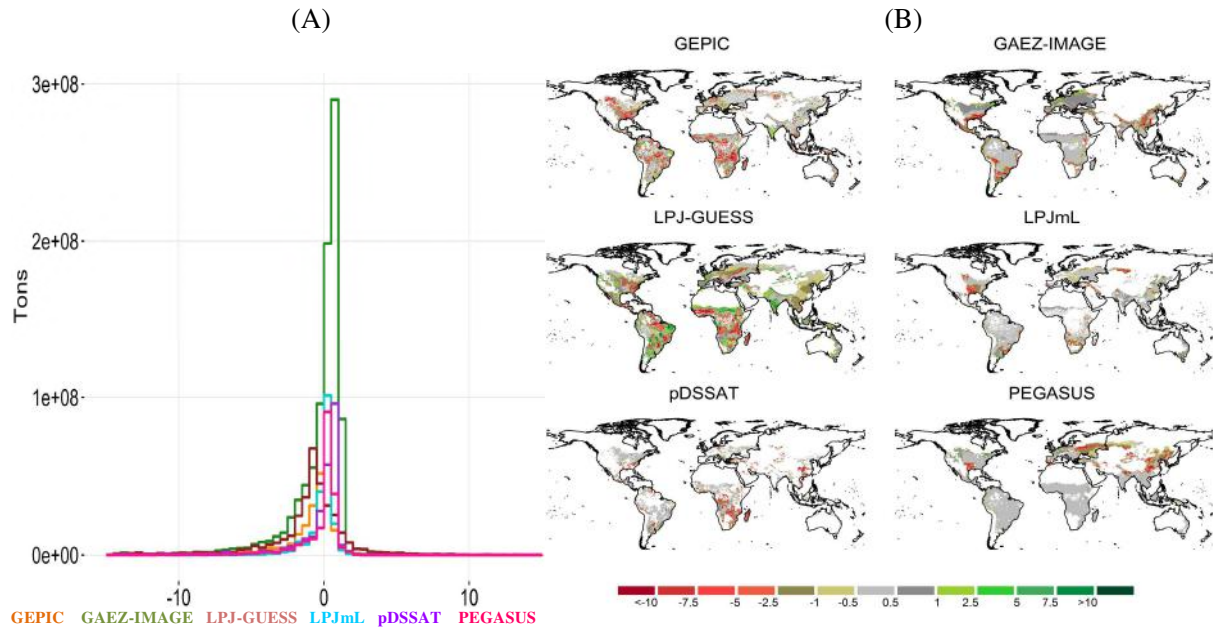 (A)
(B)
3e+08
2e+08
1e+08
0e+00
Tons
-10 0 10
GEPIC GAEZ-IMAGE LPJ-GUESS LPJmL pDSSAT PEGASUS
GEPIC GAEZ-IMAGE
LPJ-GUESS LPJmL
pDSSAT PEGASUS
<-10 -7.5 -5 -2.5 -1 -0.5 0.5 1 2.5 5 7.5 >10